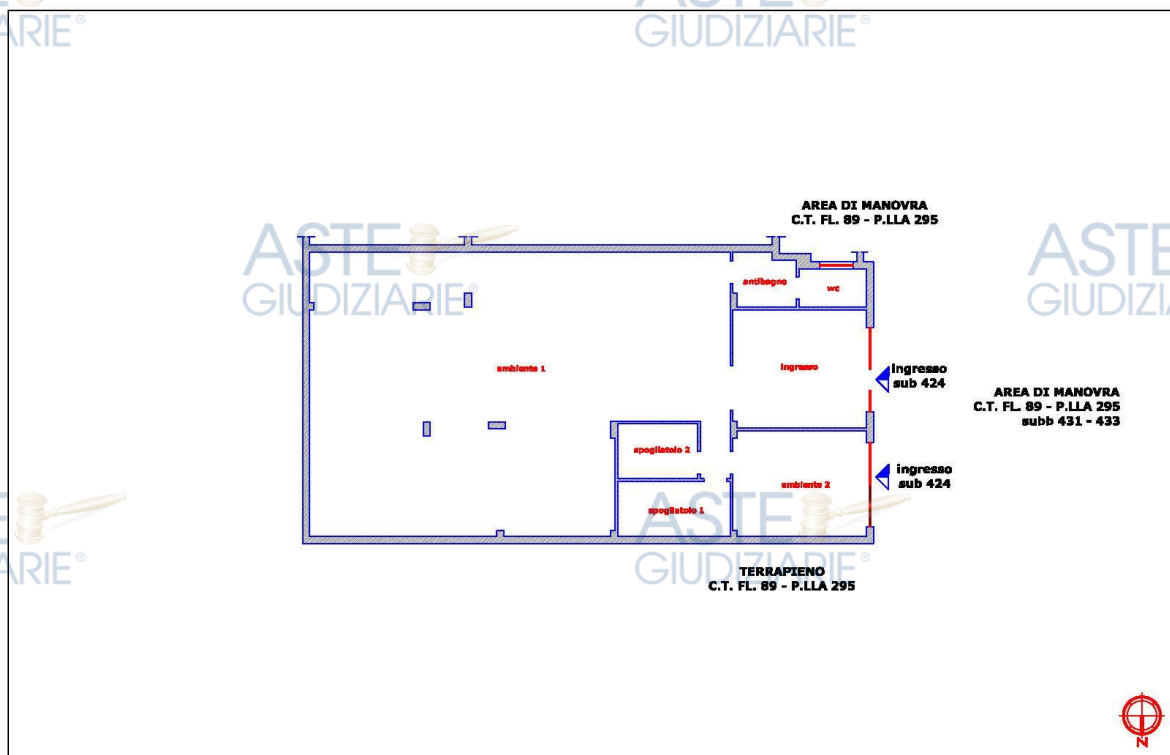 ARIE®
ASTE
GIUDIZIARIE®
AREA DI MANOVRA
C.T. FL. 89 - P.LLA 295
ASTE
GIUDIZIARIE®
ASTE
GIUDIZIA
antibagno
wc
ambiente 1
ingresso
ingresso
sub 424
AREA DI MANOVRA
C.T. FL. 89 - P.LLA 295
subb 431 - 433
spogliatoio 2
ambiente 2
ingresso
sub 424
spogliatoio 1
ARIE®
ASTE
GIUDIZIARIE®
TERRAPIENO
C.T. FL. 89 - P.LLA 295
N